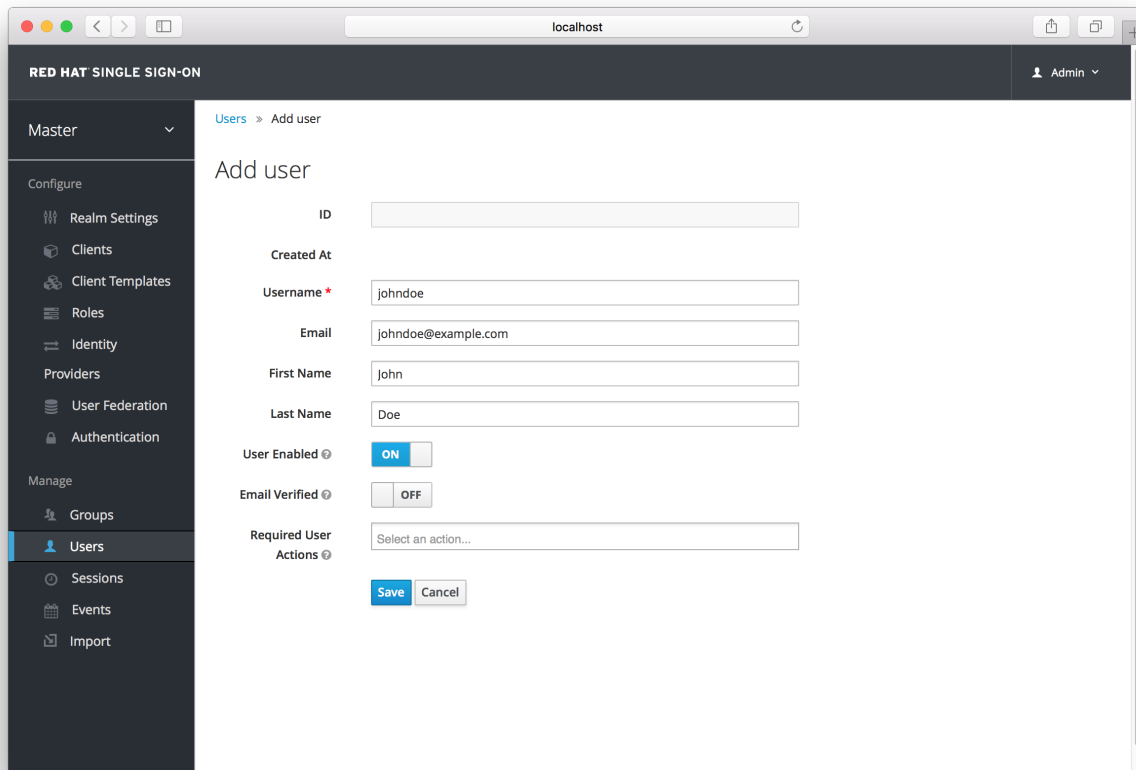 localhost
RED HAT SINGLE SIGN-ON
Admin
Master
Users » Add user
Configure
Realm Settings
Clients
Client Templates
Roles
Identity
Providers
User Federation
Authentication
Manage
Groups
Users
Sessions
Events
Import
Add user
ID
Created At
Username * johndoe
Email johndoe@example.com
First Name John
Last Name Doe
User Enabled ON
Email Verified OFF
Required User
Actions Select an action...
Save Cancel